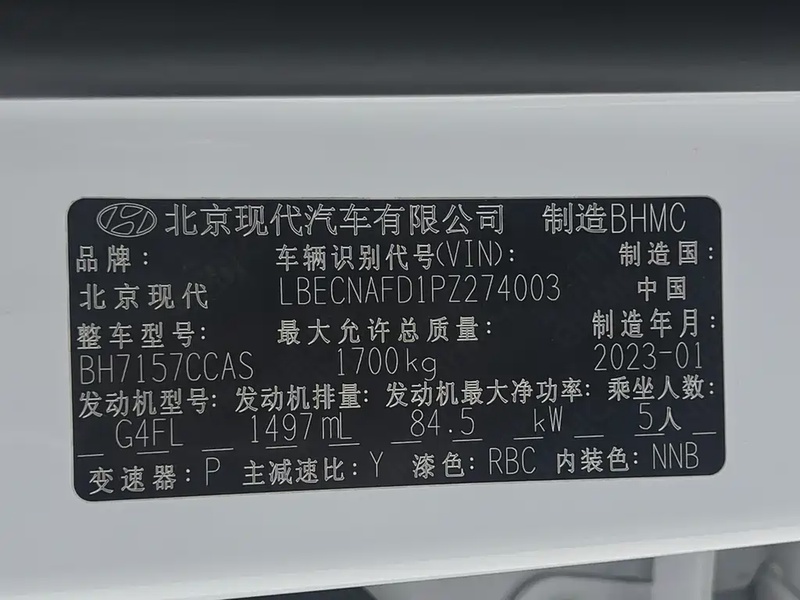 北京现代汽车有限公司 制造BHMC
品牌: 车辆识别代号(VIN): 制造国:
北京现代 LBECNAFD1PZ274003 中国
整车型号: 最大允许总质量: 制造年月:
BH7157CCAS 1700kg 2023-01
发动机型号: 发动机排量: 发动机最大净功率: 乘坐人数:
G4FL 1497mL 84.5 kW 5人
变速器: P 主减速比: Y 漆色: RBC 内装色: NNB